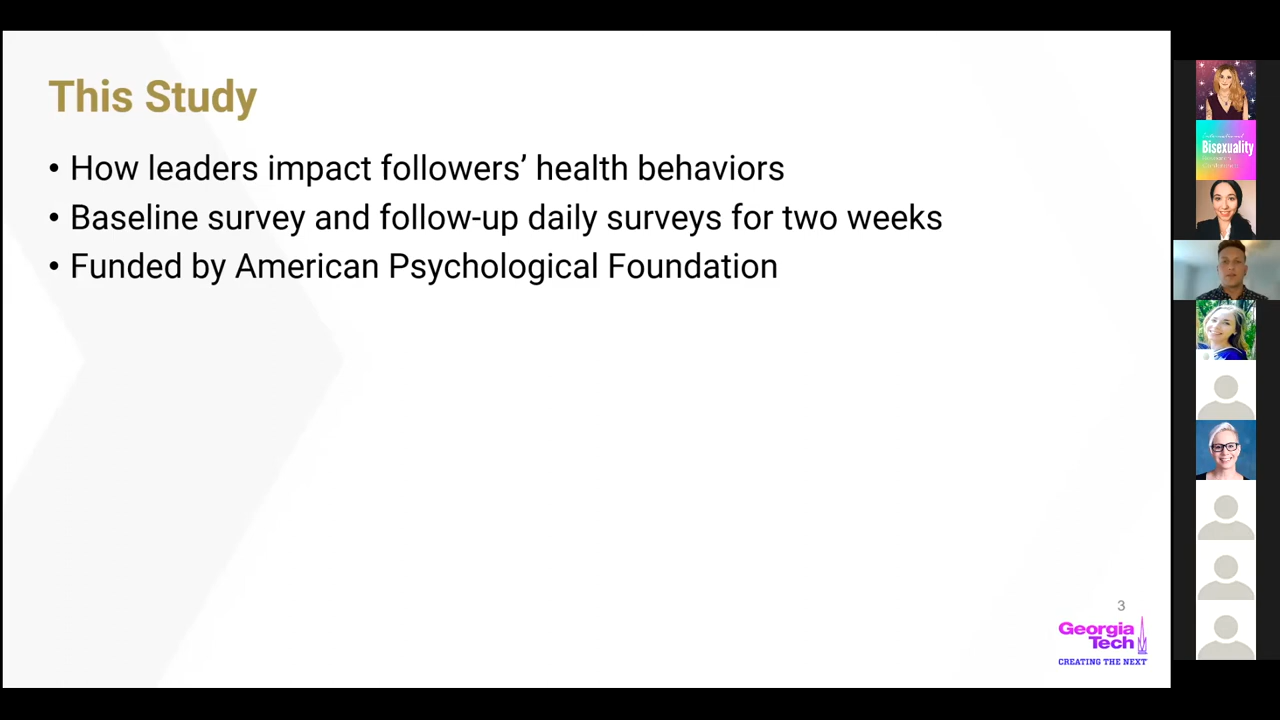 This Study
• How leaders impact followers’ health behaviors
• Baseline survey and follow-up daily surveys for two weeks
• Funded by American Psychological Foundation
3
Georgia
Tech
CREATING THE NEXT
Bisexuality